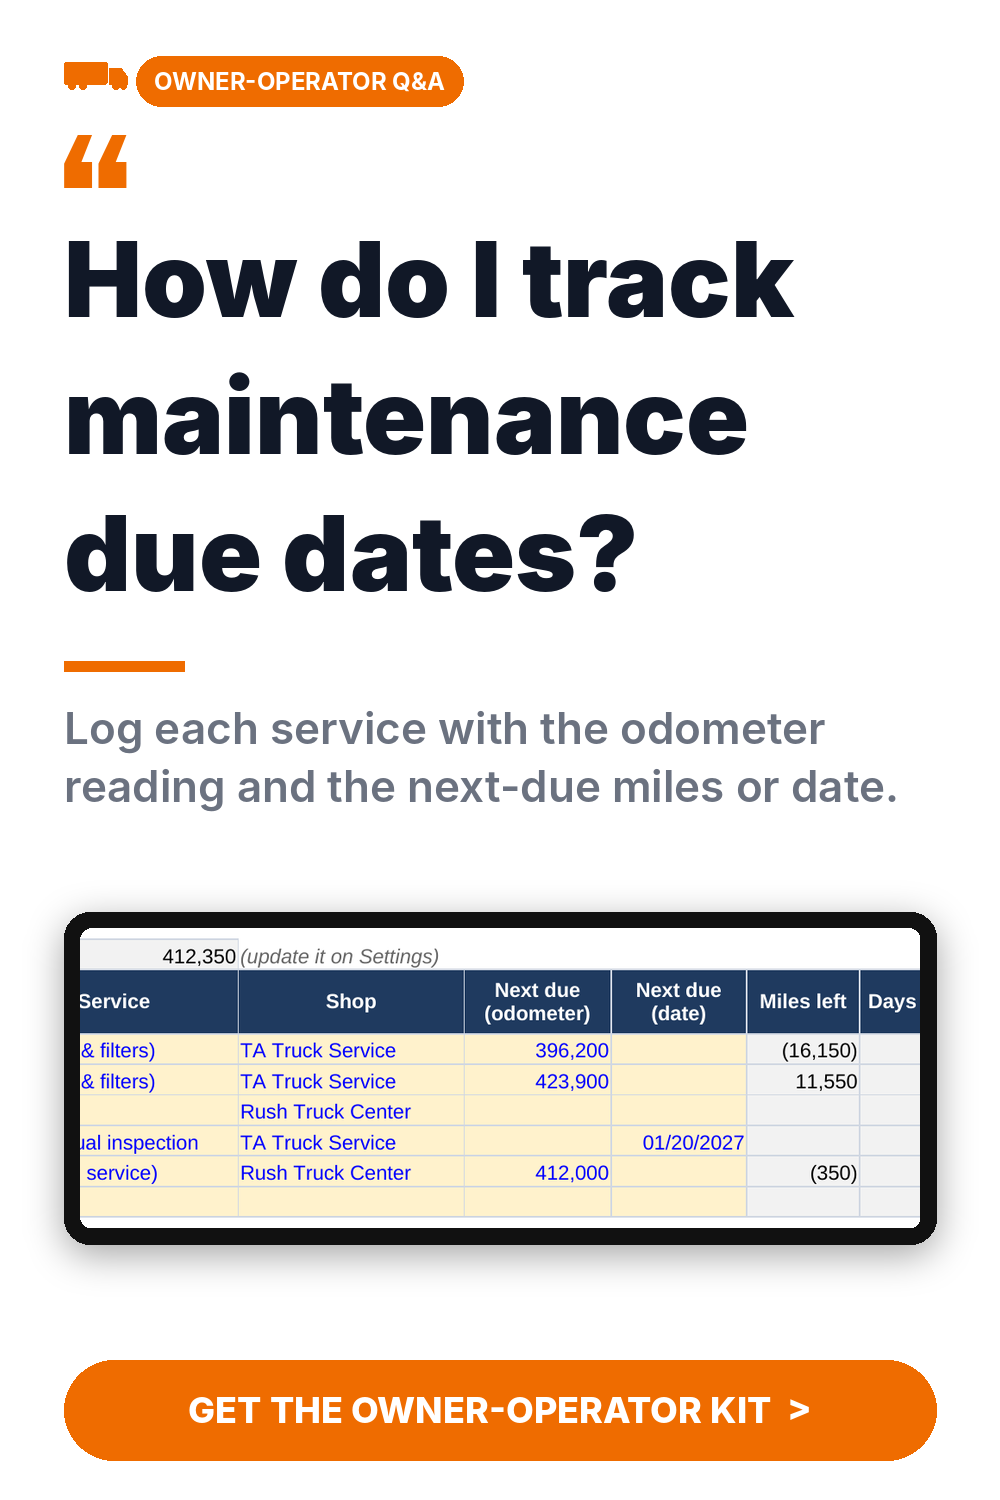 OWNER-OPERATOR Q&A
“
How do I track
maintenance
due dates?
Log each service with the odometer
reading and the next-due miles or date.
412,350 (update it on Settings)
Service Shop Next due (odometer) Next due (date) Miles left Days
& filters) TA Truck Service 396,200 (16,150)
& filters) TA Truck Service 423,900 11,550
Rush Truck Center
ual inspection TA Truck Service 01/20/2027
service) Rush Truck Center 412,000 (350)
GET THE OWNER-OPERATOR KIT >